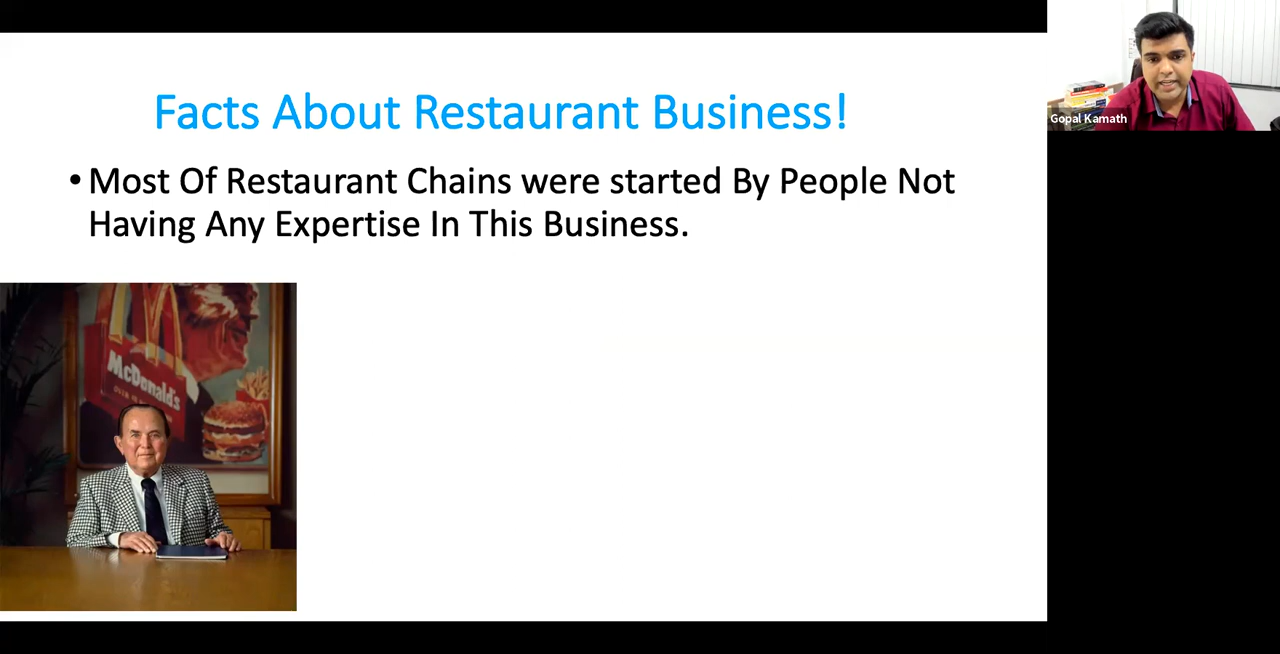 Facts About Restaurant Business!
• Most Of Restaurant Chains were started By People Not
Having Any Expertise In This Business.
McDonald's
Gopal Kamath